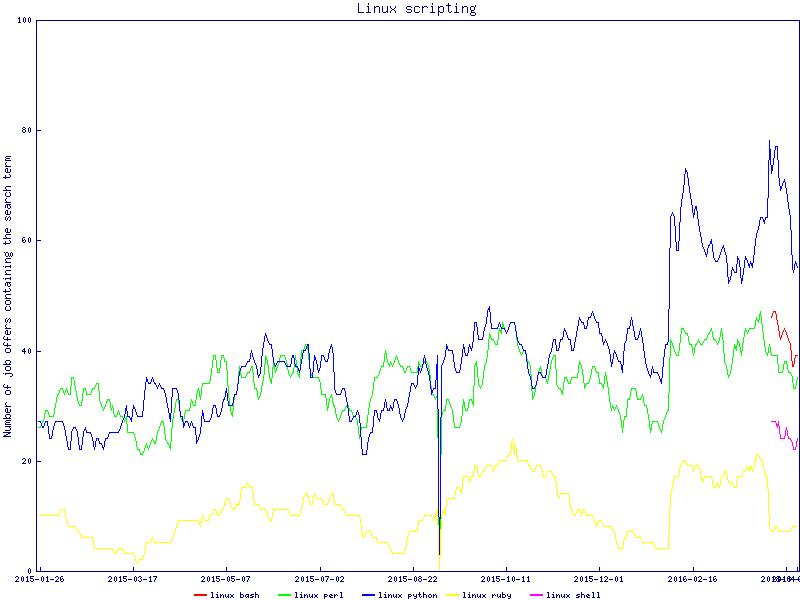 Linux scripting
Number of job offers containing the search term
100
80
60
40
20
0
2015-01-26 2015-03-17 2015-05-07 2015-07-02 2015-08-22 2015-10-11 2015-12-01 2016-02-16
linux bash linux perl linux python linux ruby linux shell